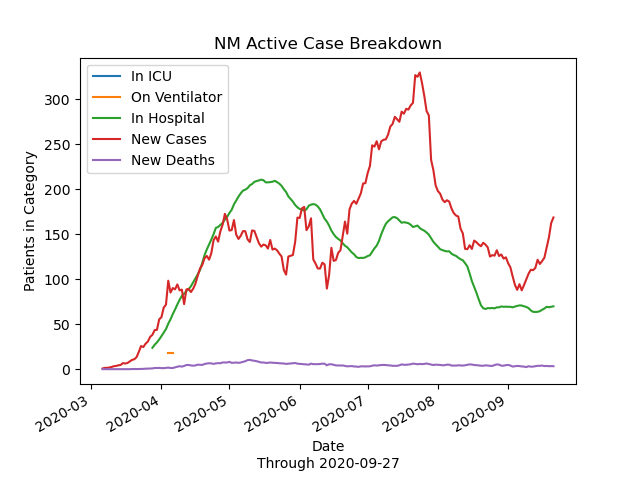 NM Active Case Breakdown
In ICU
On Ventilator
In Hospital
New Cases
New Deaths
Patients in Category
300
250
200
150
100
50
0
2020-03
2020-04
2020-05
2020-06
2020-07
2020-08
2020-09
Date
Through 2020-09-27